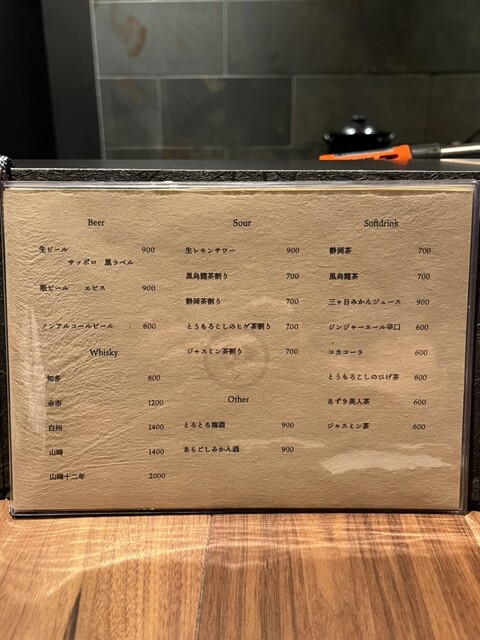 Beer
生ビール 900
サッポロ 黒ラベル
瓶ビール エビス 900
ノンアルコールビール 600
Whisky
知多 800
余市 1200
白州 1400
山崎 1400
山崎十二年 2000
Sour
生レモンサワー 900
黒烏龍茶割り 700
静岡茶割り 700
とうもろこしのヒゲ茶割り 700
ジャスミン茶割り 700
Other
とろとろ梅酒 900
あらごしみかん酒 900
Softdrink
静岡茶 700
黒烏龍茶 700
三ヶ日みかんジュース 900
ジンジャーエール辛口 600
コカコーラ 600
とうもろこしのひげ茶 600
あずき美人茶 600
ジャスミン茶 600